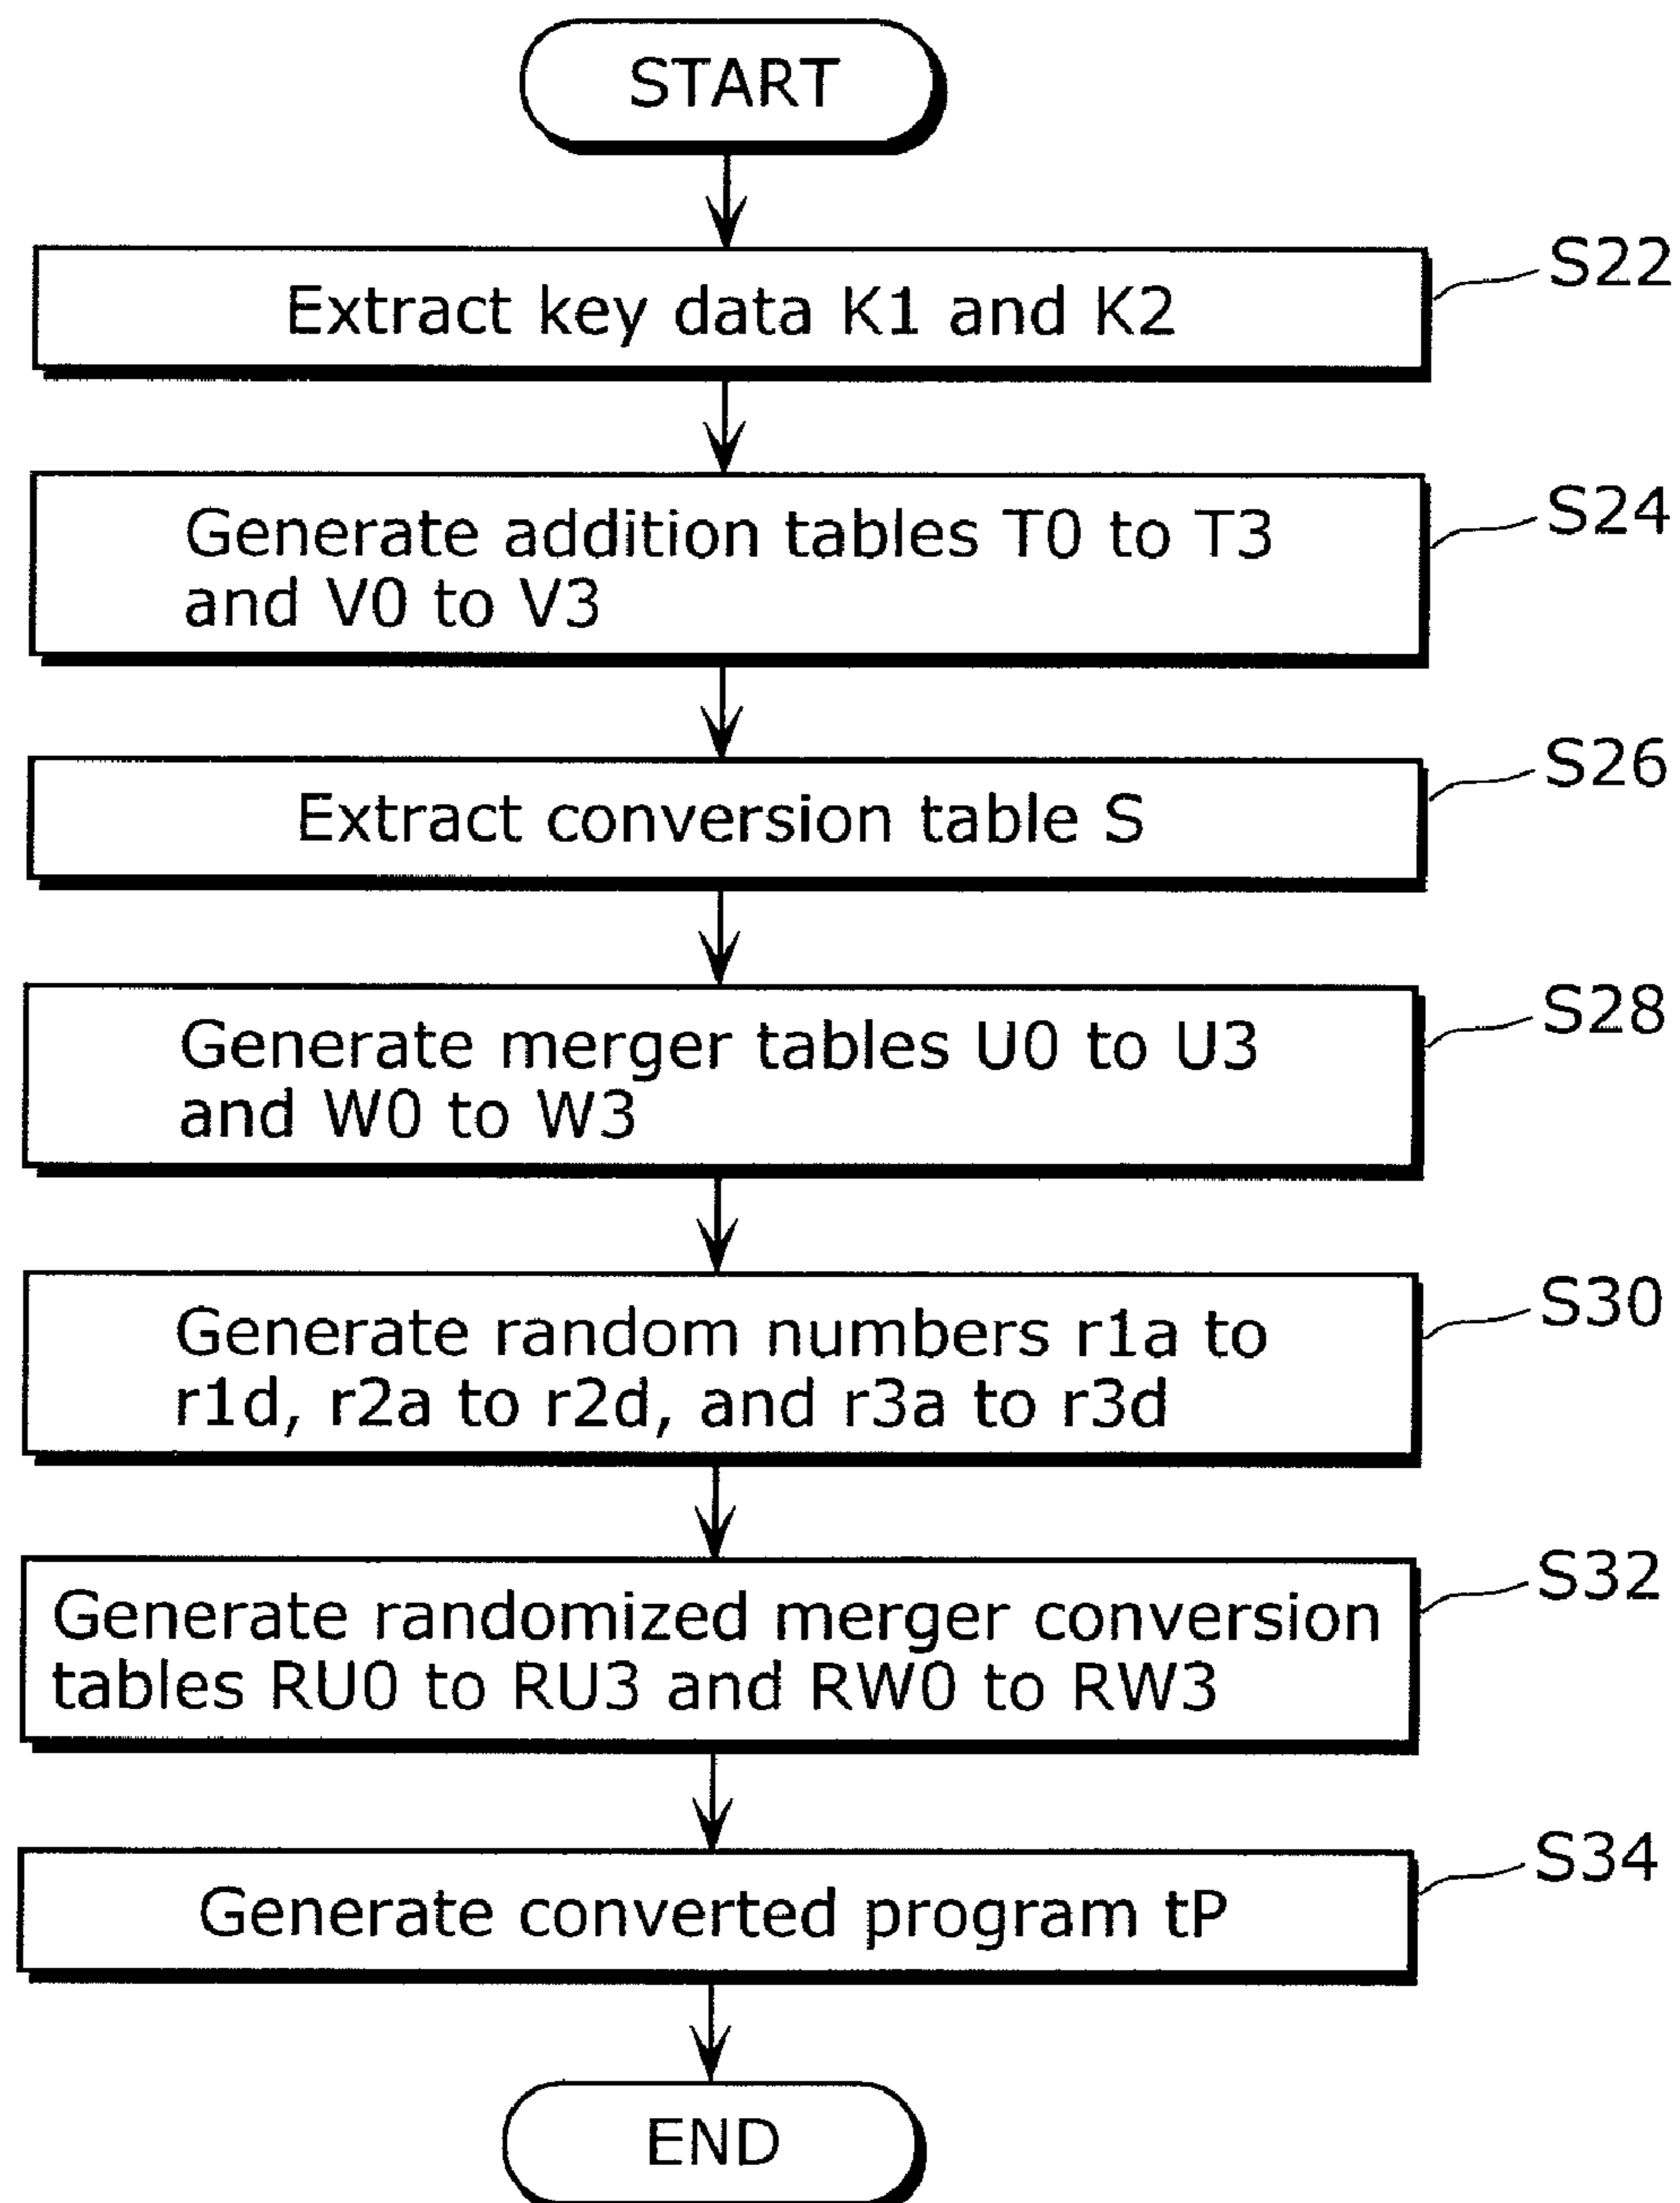 START
S22
Extract key data K1 and K2
S24
Generate addition tables T0 to T3
and V0 to V3
S26
Extract conversion table S
S28
Generate merger tables U0 to U3
and W0 to W3
S30
Generate random numbers r1a to
r1d, r2a to r2d, and r3a to r3d
S32
Generate randomized merger conversion
tables RU0 to RU3 and RW0 to RW3
S34
Generate converted program tP
END